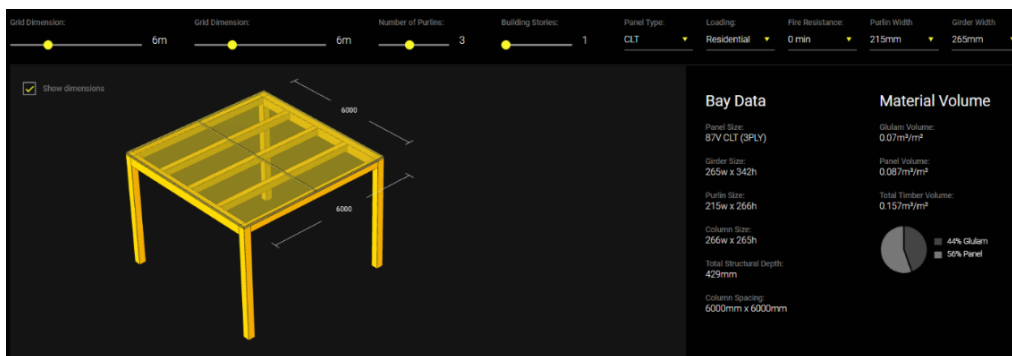 Grid Dimension:
6m
Grid Dimension:
6m
Number of Purlins:
3
Building Stories:
1
Panel Type:
CLT
Loading:
Residential
Fire Resistance:
0 min
Purlin Width
215mm
Girder Width
265mm
Show dimensions
6000
6000
Bay Data
Panel Size:
87V CLT (3PLY)
Girder Size:
265w x 342h
Purlin Size:
215w x 266h
Column Size:
266w x 265h
Total Structural Depth:
429mm
Column Spacing:
6000mm x 6000mm
Material Volume
Glulam Volume:
0.07m³/m²
Panel Volume:
0.087m³/m²
Total Timber Volume:
0.157m³/m²
44% Glulam
56% Panel